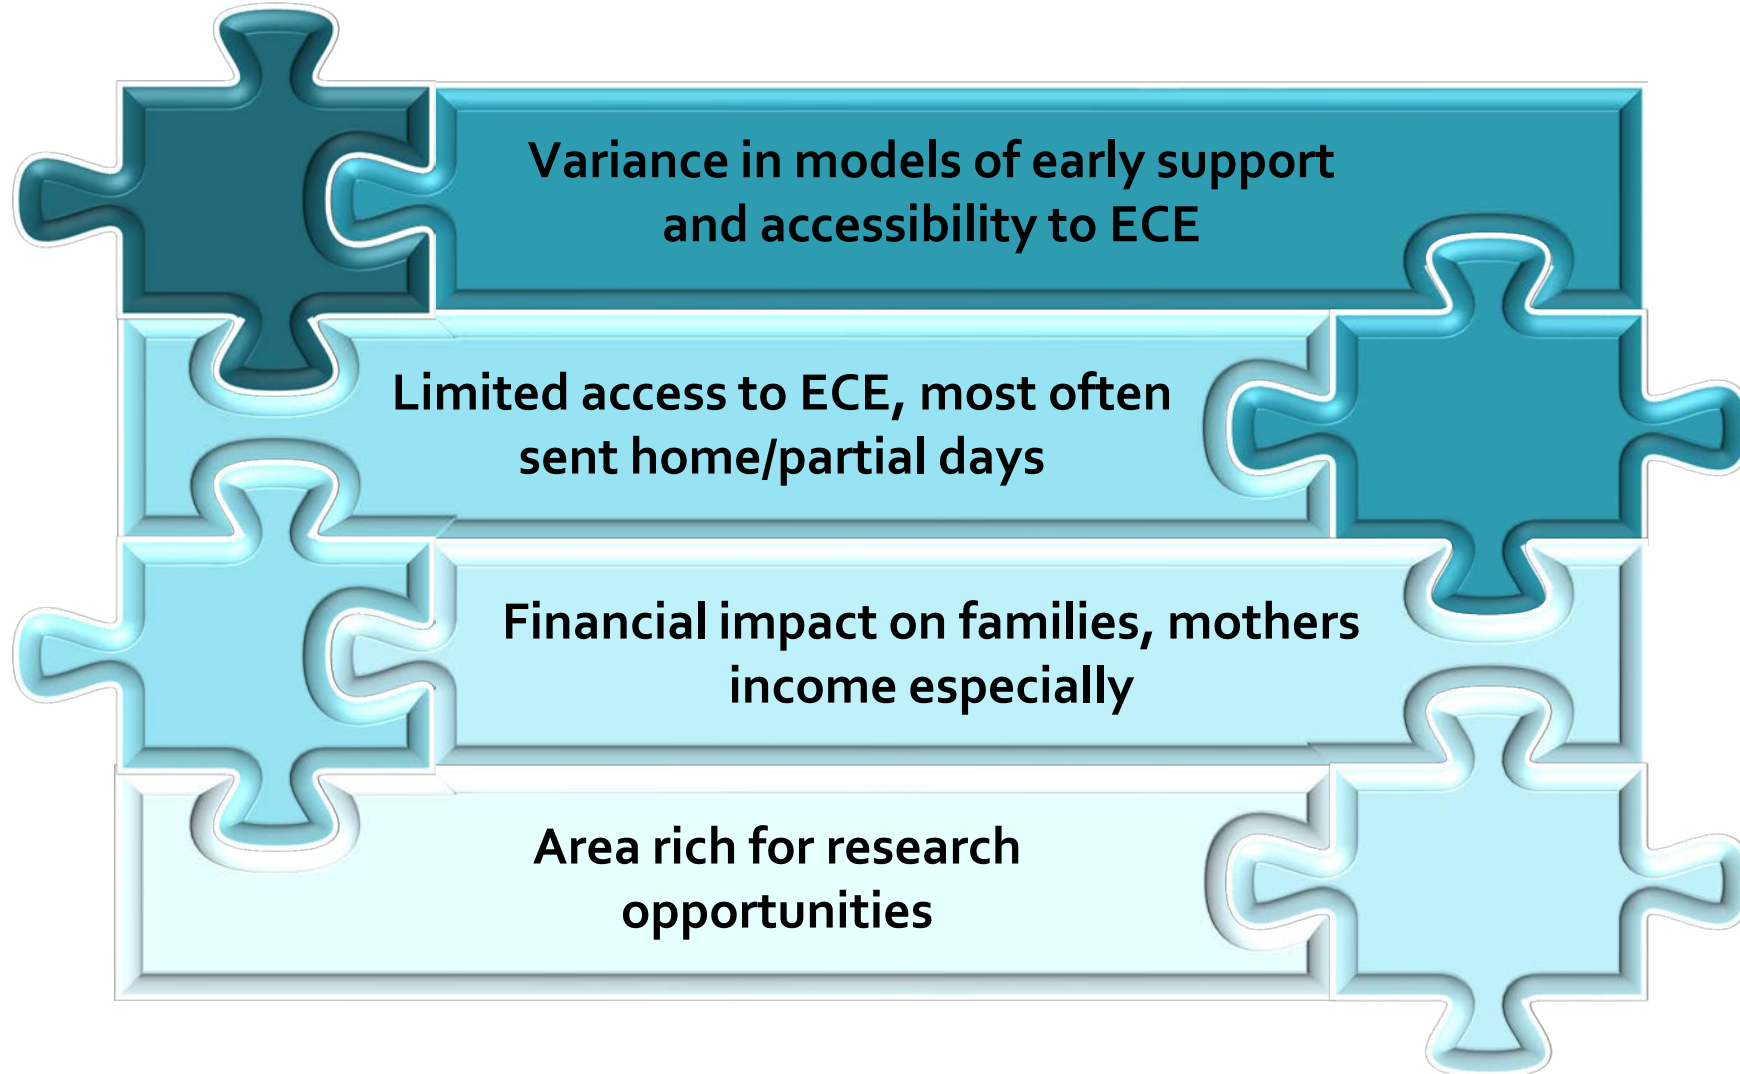 Variance in models of early support
and accessibility to ECE
Limited access to ECE, most often
sent home/partial days
Financial impact on families, mothers
income especially
Area rich for research
opportunities